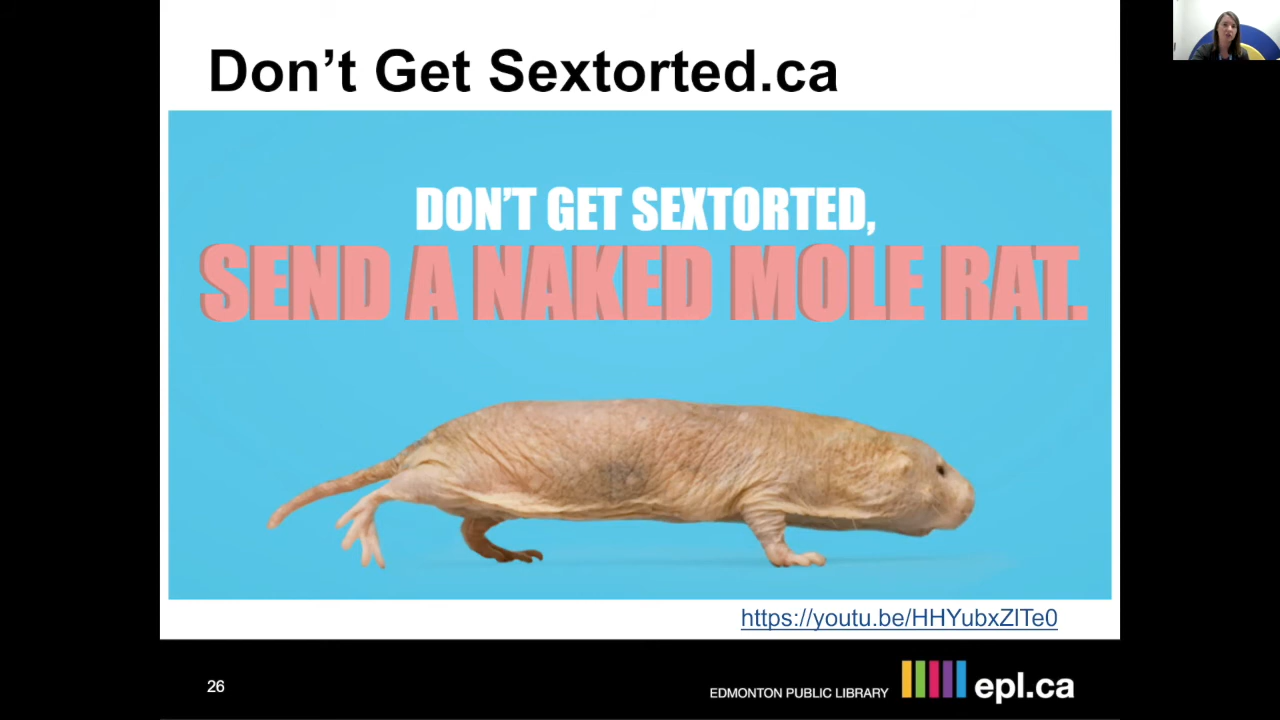 Don’t Get Sextorted.ca
DON’T GET SEXTORTED,
SEND A NAKED MOLE RAT.
https://youtu.be/HHYubxZITe0
26
EDMONTON PUBLIC LIBRARY
epl.ca